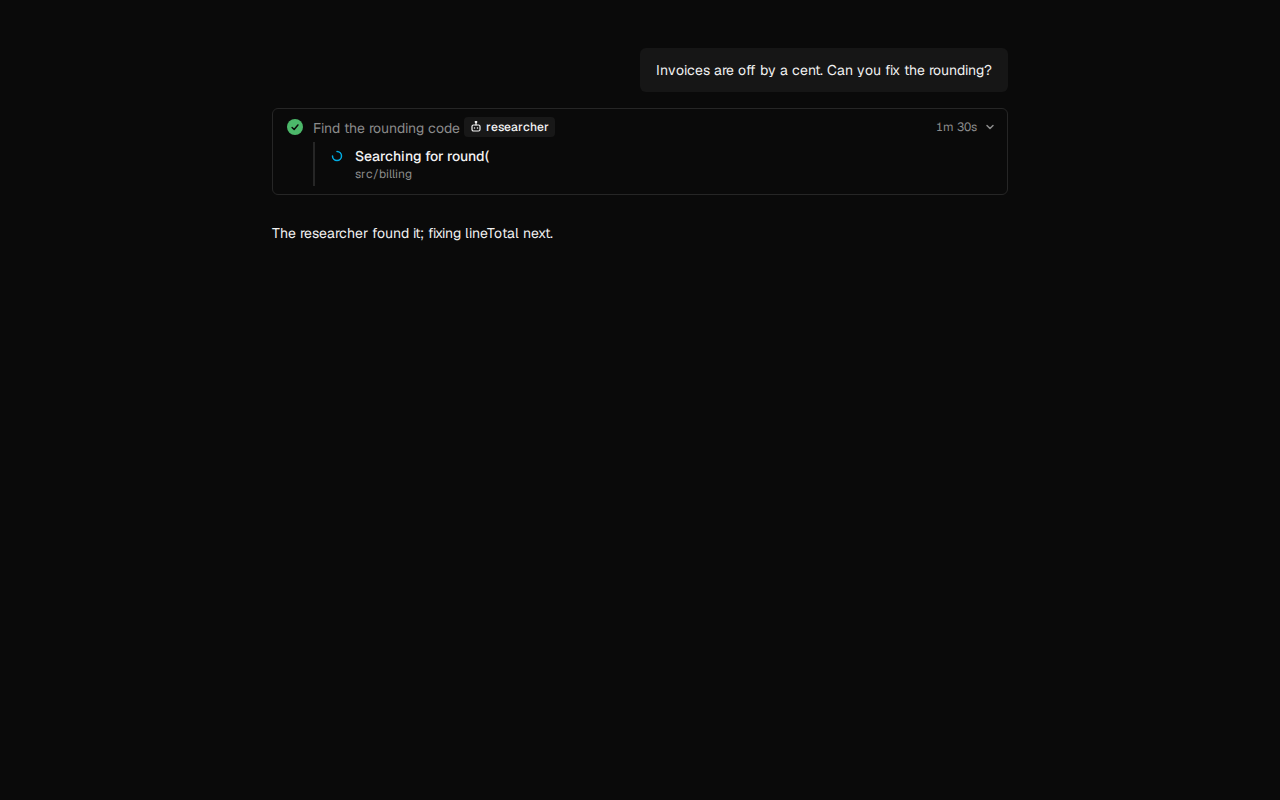 Invoices are off by a cent. Can you fix the rounding?
Find the rounding code researcher 1m 30s
Searching for round(
src/billing
The researcher found it; fixing lineTotal next.